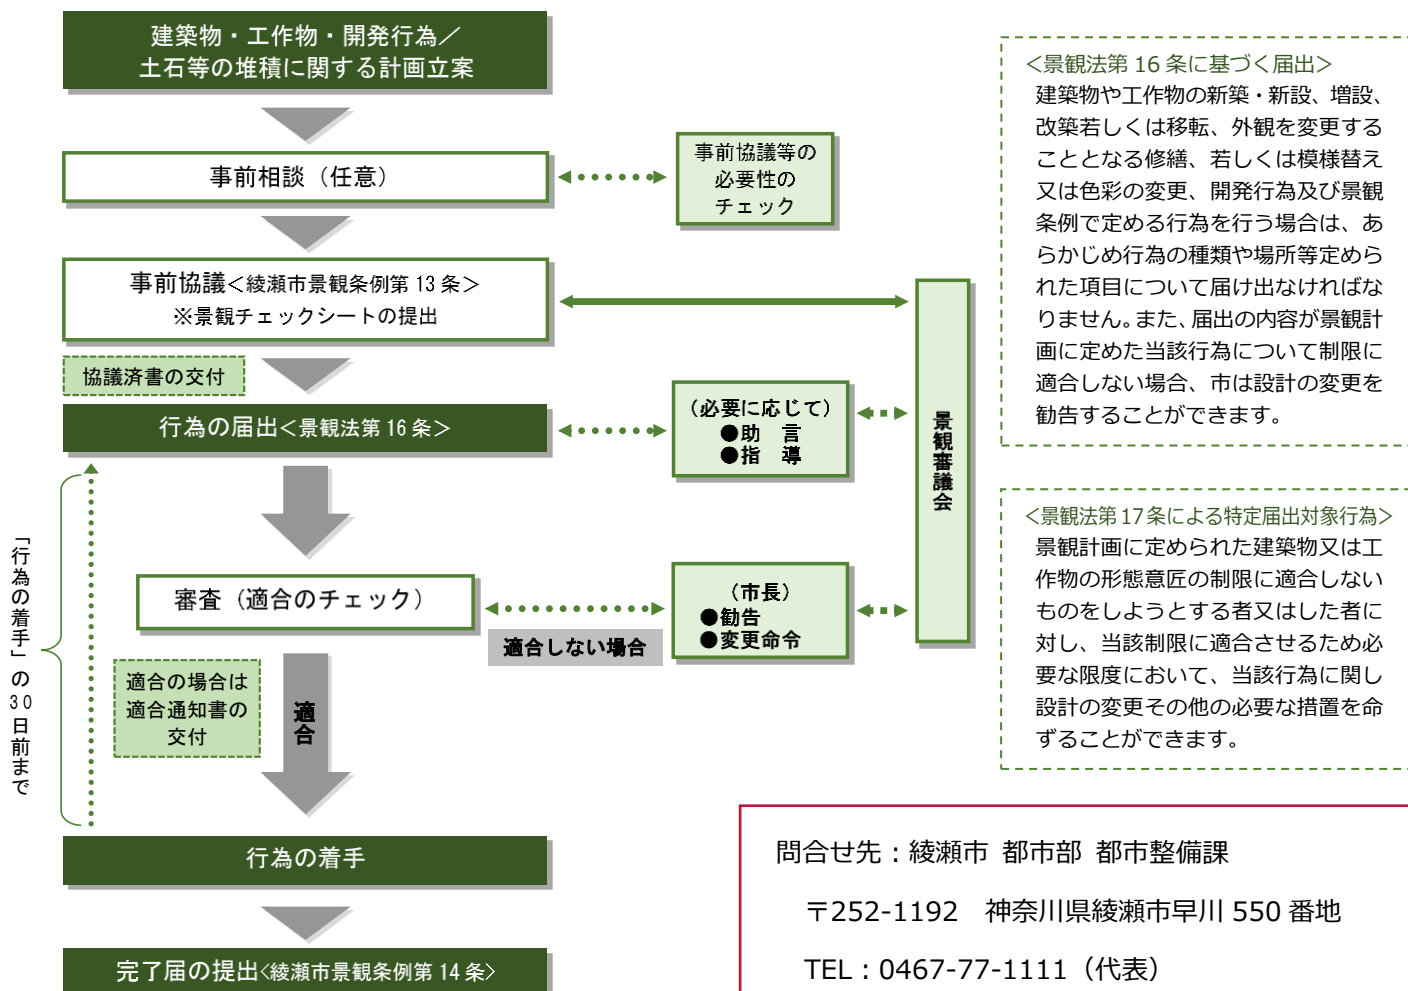 建築物・工作物・開発行為／
土石等の堆積に関する計画立案
事前相談（任意）
事前協議等の
必要性の
チェック
事前協議＜綾瀬市景観条例第13条＞
※景観チェックシートの提出
協議済書の交付
行為の届出＜景観法第16条＞
（必要に応じて）
●助　言
●指　導
景観審議会
「行為の着手」の30日前まで
審査（適合のチェック）
適合しない場合
（市長）
●勧告
●変更命令
適合の場合は
適合通知書の
交付
適合
行為の着手
完了届の提出<綾瀬市景観条例第14条>
＜景観法第16条に基づく届出＞
建築物や工作物の新築・新設、増設、
改築若しくは移転、外観を変更する
こととなる修繕、若しくは模様替え
又は色彩の変更、開発行為及び景観
条例で定める行為を行う場合は、あ
らかじめ行為の種類や場所等定めら
れた項目について届け出なければな
りません。また、届出の内容が景観計
画に定めた当該行為について制限に
適合しない場合、市は設計の変更を
勧告することができます。
＜景観法第17条による特定届出対象行為＞
景観計画に定められた建築物又は工
作物の形態意匠の制限に適合しない
ものをしようとする者又はした者に
対し、当該制限に適合させるため必
要な限度において、当該行為に関し
設計の変更その他の必要な措置を命
ずることができます。
問合せ先：綾瀬市 都市部 都市整備課
〒252-1192　神奈川県綾瀬市早川550番地
TEL：0467-77-1111（代表）